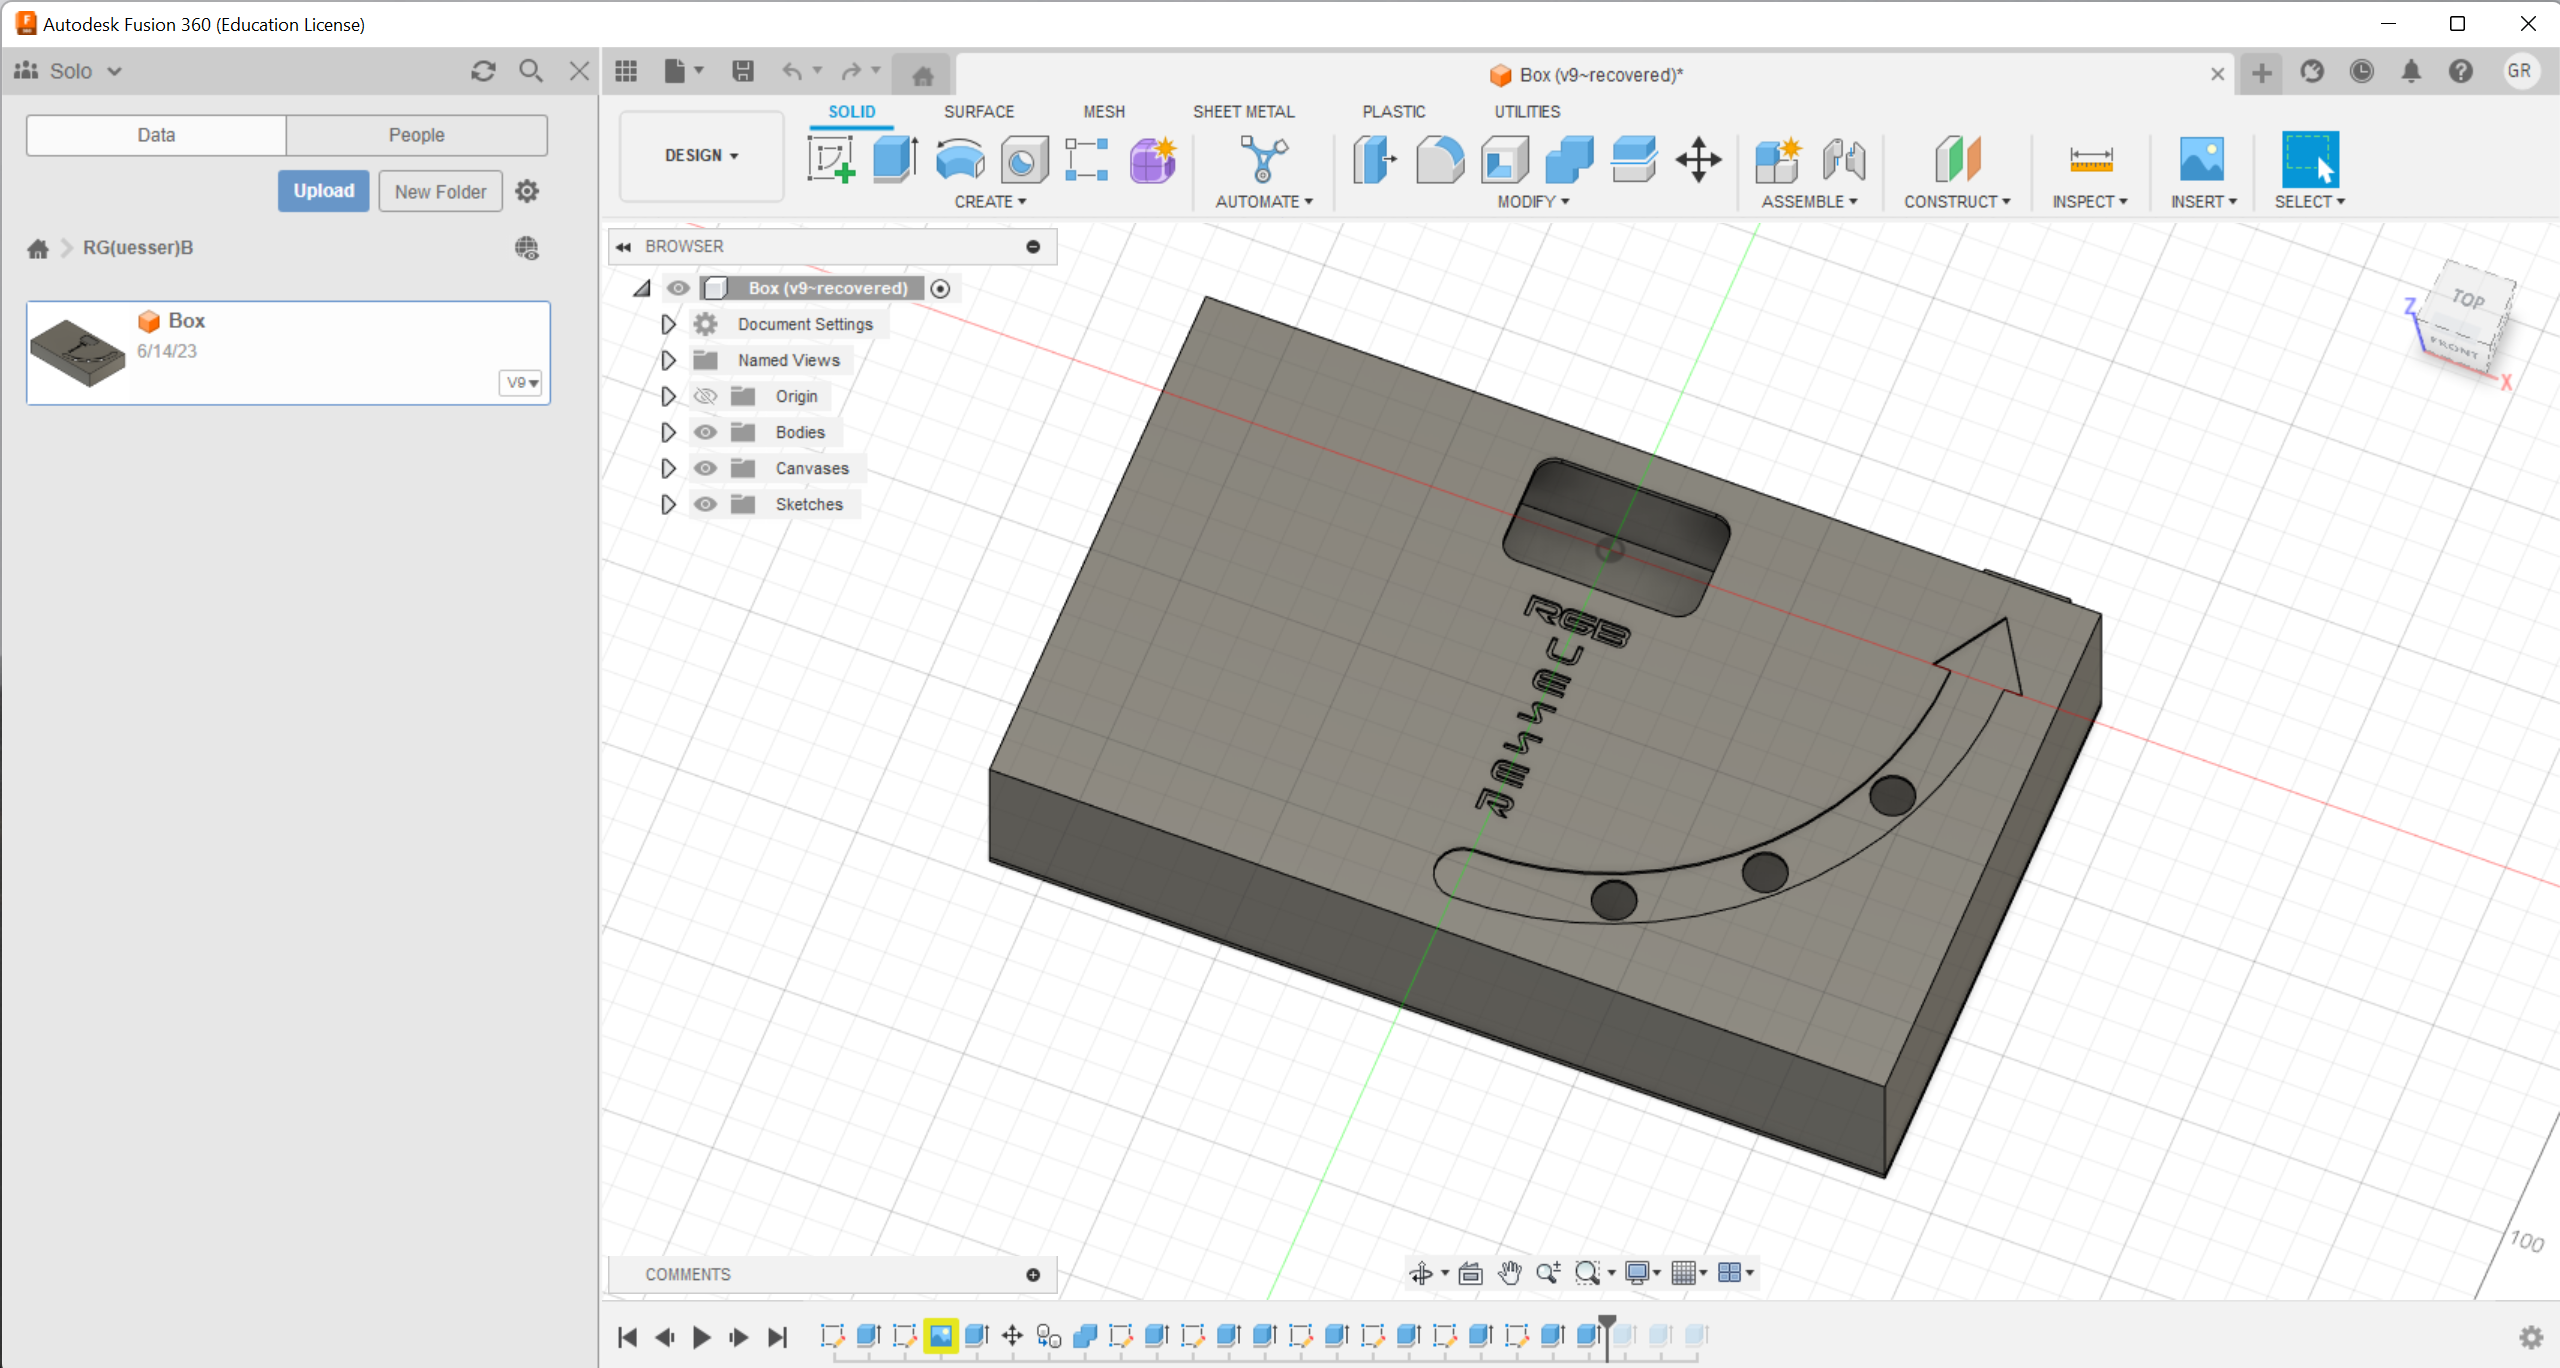 Autodesk Fusion 360 (Education License)
Solo
Box (v9~recovered)*
GR
Data
People
Upload
New Folder
RG(uesser)B
Box
6/14/23
V9
DESIGN
SOLID
SURFACE
MESH
SHEET METAL
PLASTIC
UTILITIES
CREATE
AUTOMATE
MODIFY
ASSEMBLE
CONSTRUCT
INSPECT
INSERT
SELECT
BROWSER
Box (v9~recovered)
Document Settings
Named Views
Origin
Bodies
Canvases
Sketches
TOP
FRONT
Z
X
RGB
U
E
S
S
E
R
100
COMMENTS